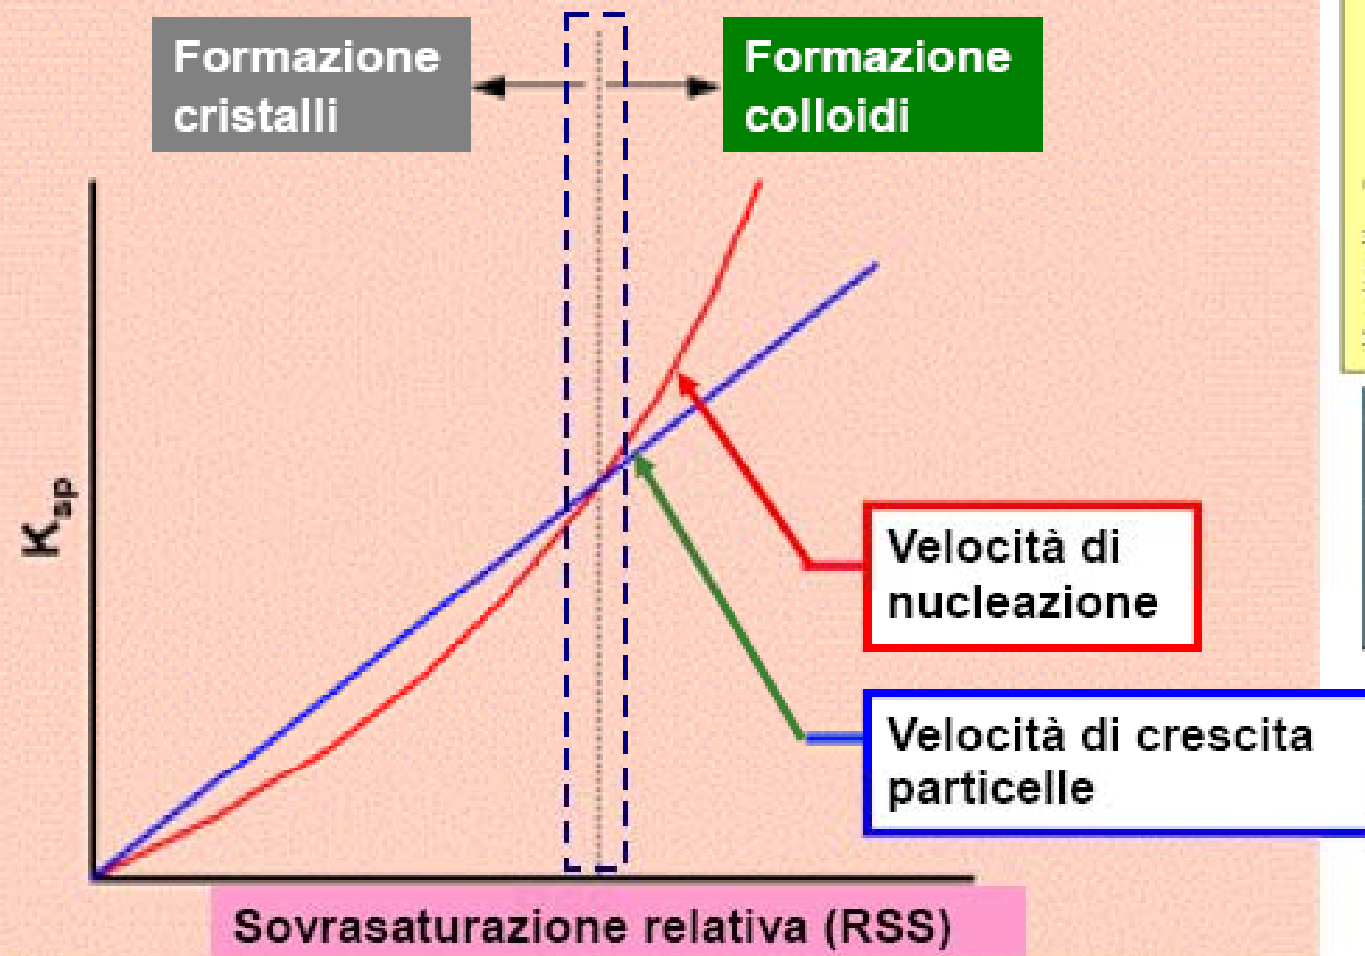 Formazione
cristalli
Formazione
colloidi
Ksp
Velocità di
nucleazione
Velocità di crescita
particelle
Sovrasaturazione relativa (RSS)